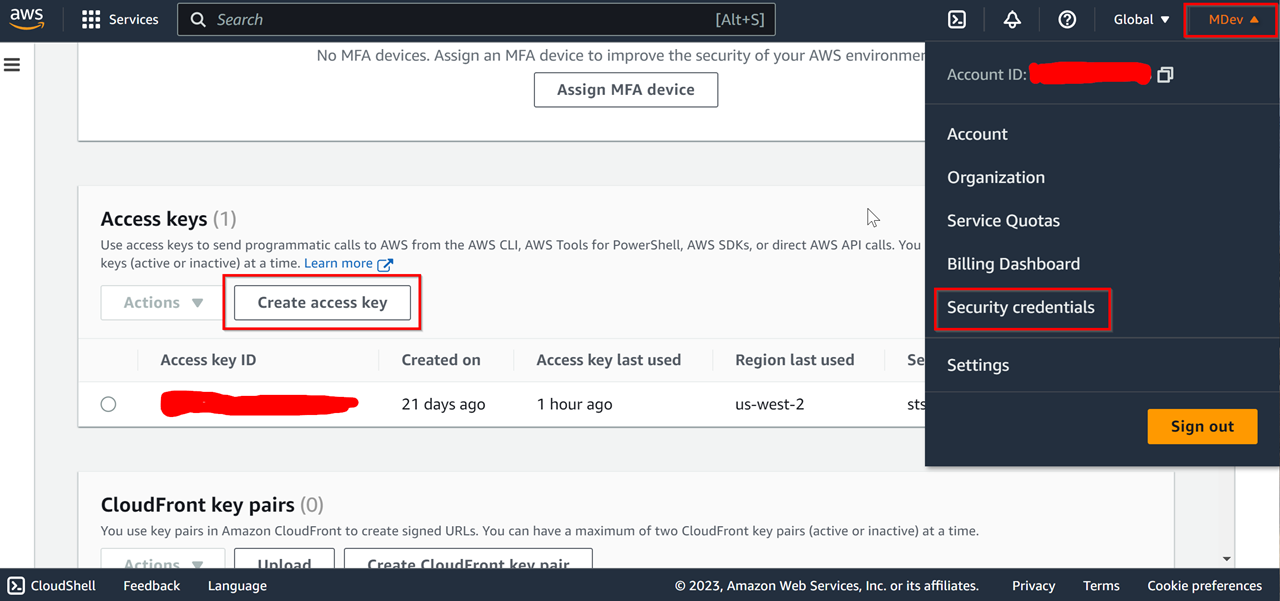 aws Services Search [Alt+S] Global MDev
No MFA devices. Assign an MFA device to improve the security of your AWS
Assign MFA device
Account ID:
Account
Organization
Service Quotas
Billing Dashboard
Security credentials
Settings
Sign out
Access keys (1)
Use access keys to send programmatic calls to AWS from the AWS CLI, AWS Tools for PowerShell, AWS SDKs, or direct AWS API calls. You
keys (active or inactive) at a time. Learn more
Actions Create access key
Access key ID Created on Access key last used Region last used
21 days ago 1 hour ago us-west-2 sts
CloudFront key pairs (0)
You use key pairs in Amazon CloudFront to create signed URLs. You can have a maximum of two CloudFront key pairs (active or inactive) at a time.
Actions Upload Create CloudFront key pair
CloudShell Feedback Language © 2023, Amazon Web Services, Inc. or its affiliates. Privacy Terms Cookie preferences